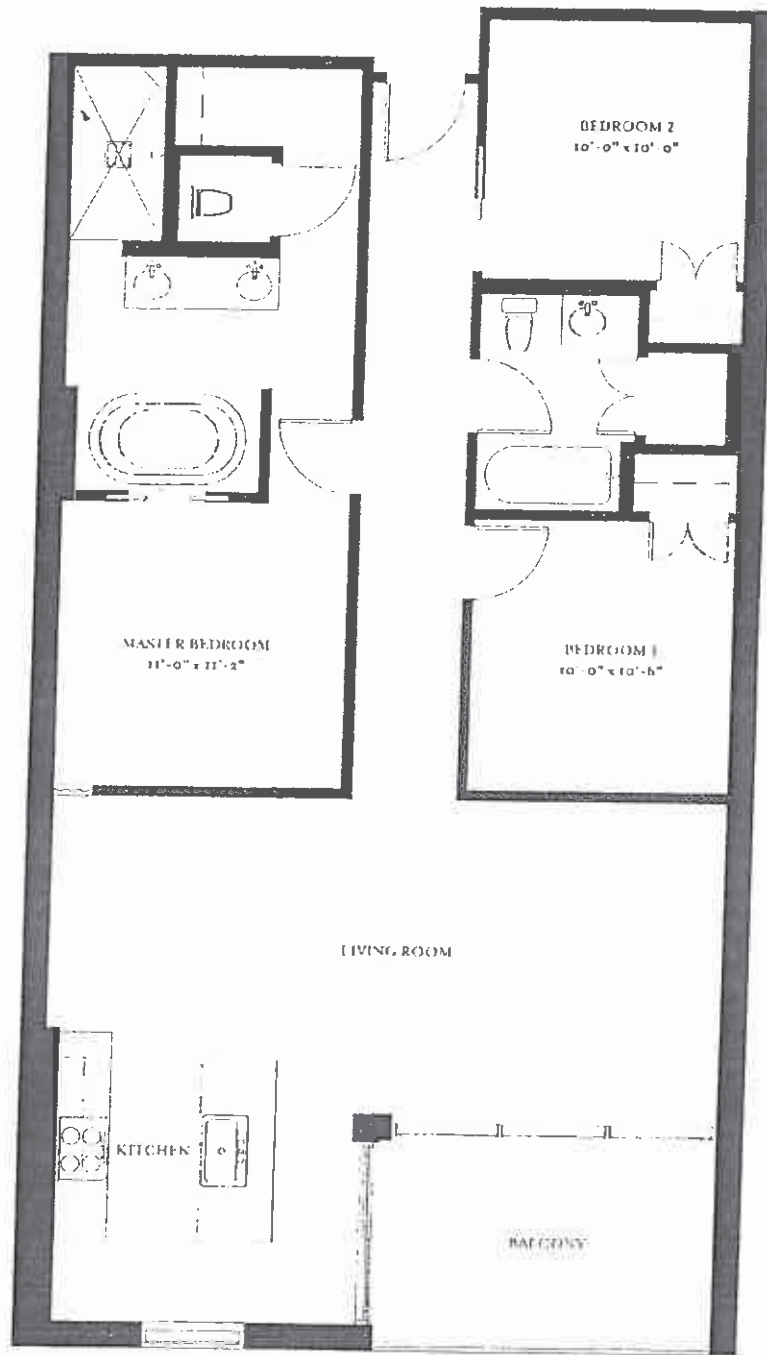 BEDROOM 2
10'-0" x 10'-0"
MASTER BEDROOM
11'-0" x 11'-2"
BEDROOM 1
10'-0" x 10'-6"
LIVING ROOM
KITCHEN
BALCONY